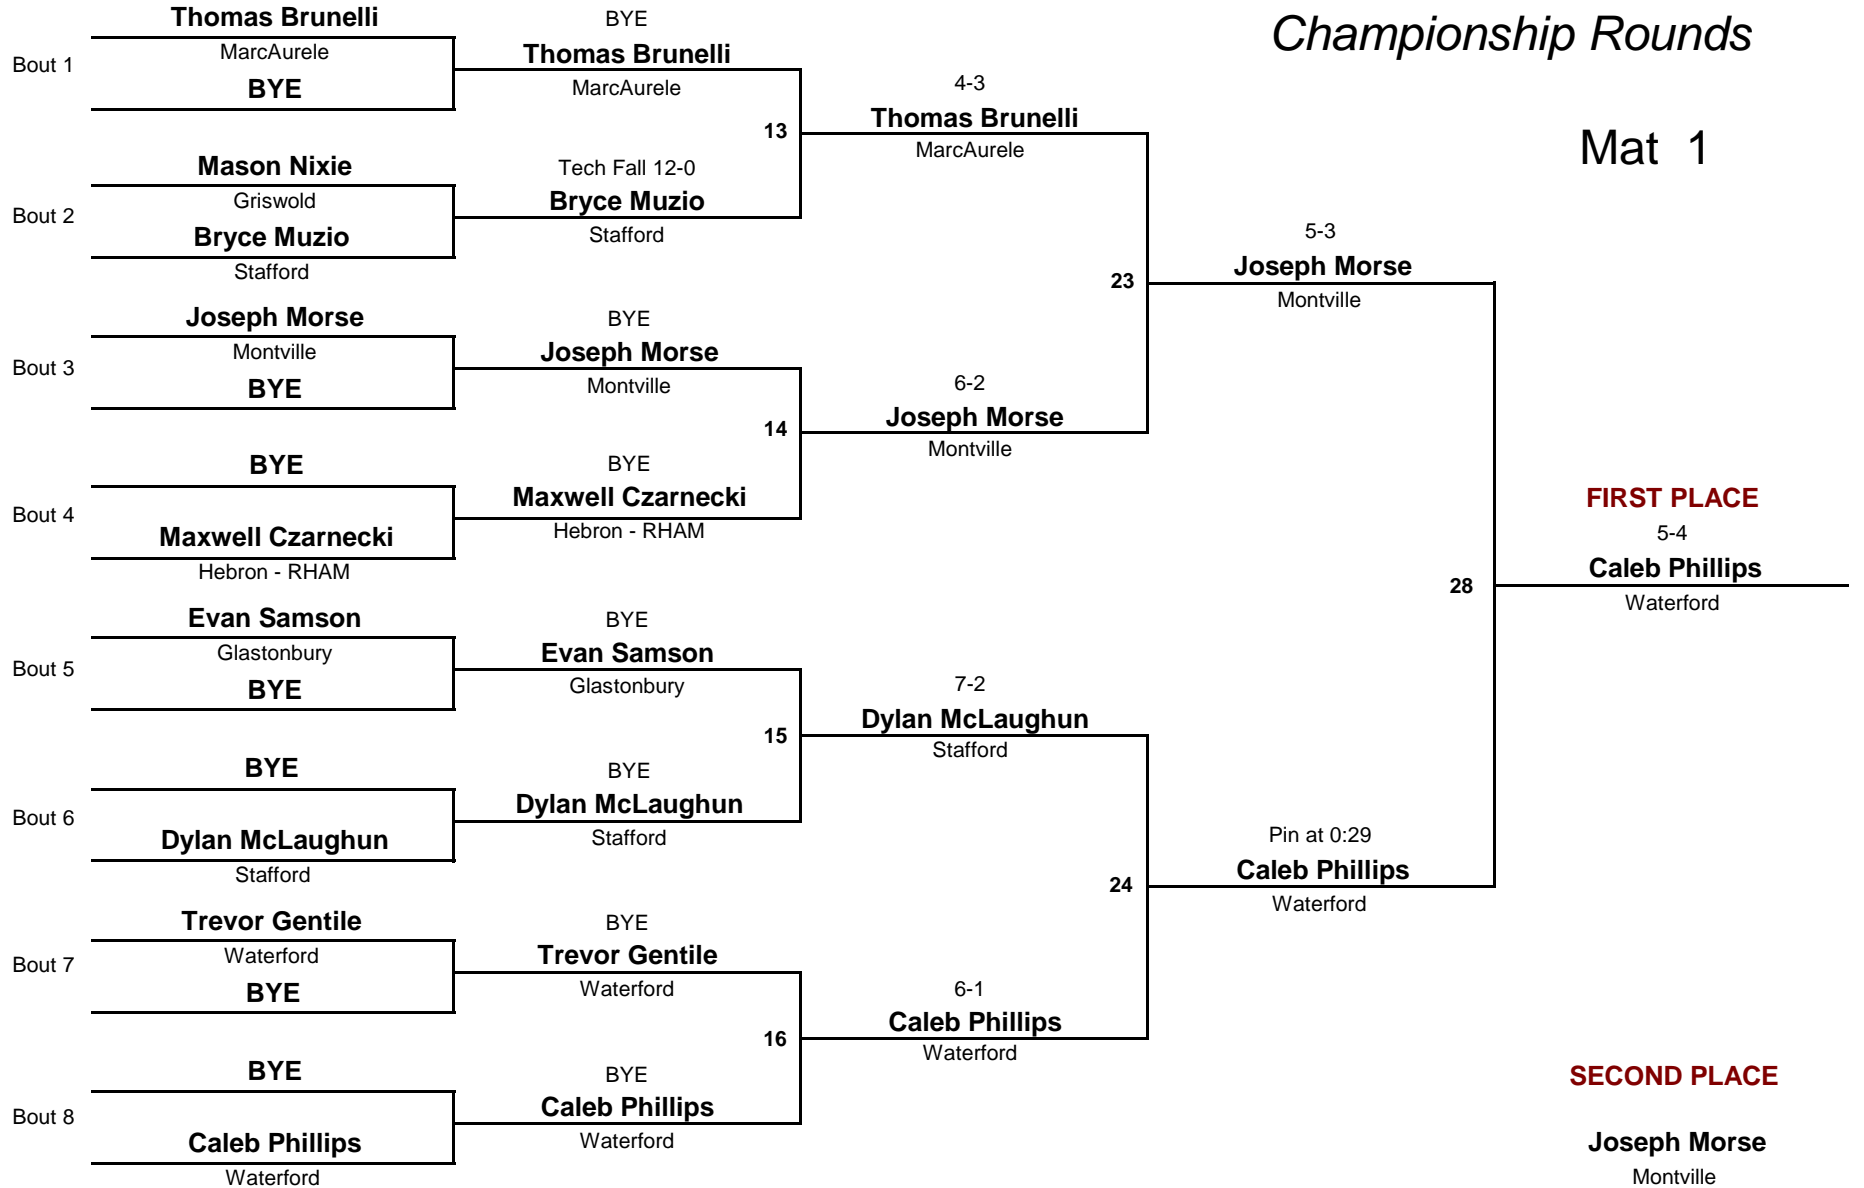 Championship Rounds
Mat 1
Bout 1
Thomas Brunelli
MarcAurele
BYE
Bout 2
Mason Nixie
Griswold
Bryce Muzio
Stafford
Bout 3
Joseph Morse
Montville
BYE
Bout 4
BYE
Maxwell Czarnecki
Hebron - RHAM
Bout 5
Evan Samson
Glastonbury
BYE
Bout 6
BYE
Dylan McLaughun
Stafford
Bout 7
Trevor Gentile
Waterford
BYE
Bout 8
BYE
Caleb Phillips
Waterford
BYE
Thomas Brunelli
MarcAurele
13
Tech Fall 12-0
Bryce Muzio
Stafford
BYE
Joseph Morse
Montville
14
BYE
Maxwell Czarnecki
Hebron - RHAM
BYE
Evan Samson
Glastonbury
15
BYE
Dylan McLaughun
Stafford
BYE
Trevor Gentile
Waterford
16
BYE
Caleb Phillips
Waterford
4-3
Thomas Brunelli
MarcAurele
23
6-2
Joseph Morse
Montville
7-2
Dylan McLaughun
Stafford
24
6-1
Caleb Phillips
Waterford
5-3
Joseph Morse
Montville
28
Pin at 0:29
Caleb Phillips
Waterford
FIRST PLACE
5-4
Caleb Phillips
Waterford
SECOND PLACE
Joseph Morse
Montville